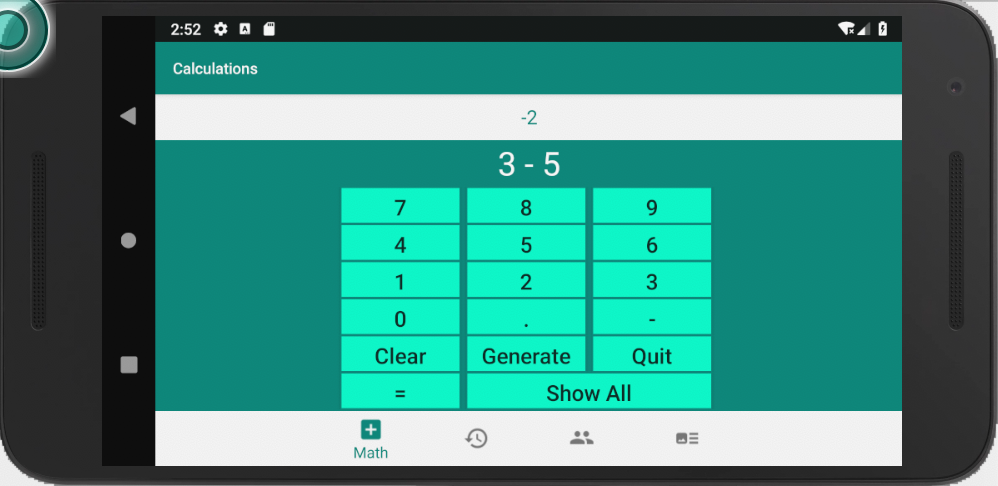 2:52
Calculations
-2
3 - 5
7 8 9
4 5 6
1 2 3
0 . -
Clear Generate Quit
= Show All
Math